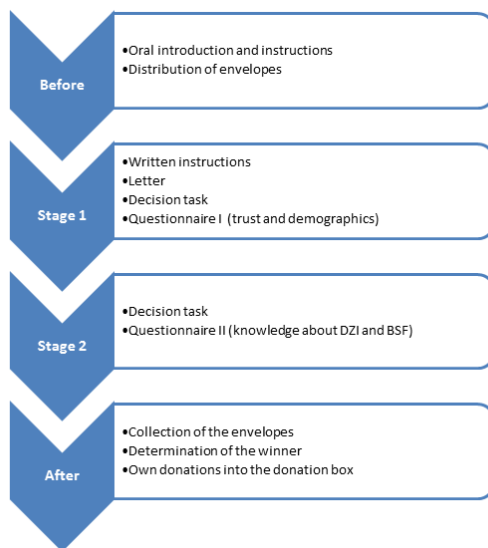 Before
•Oral introduction and instructions
•Distribution of envelopes
Stage 1
•Written instructions
•Letter
•Decision task
•Questionnaire I (trust and demographics)
Stage 2
•Decision task
•Questionnaire II (knowledge about DZI and BSF)
After
•Collection of the envelopes
•Determination of the winner
•Own donations into the donation box